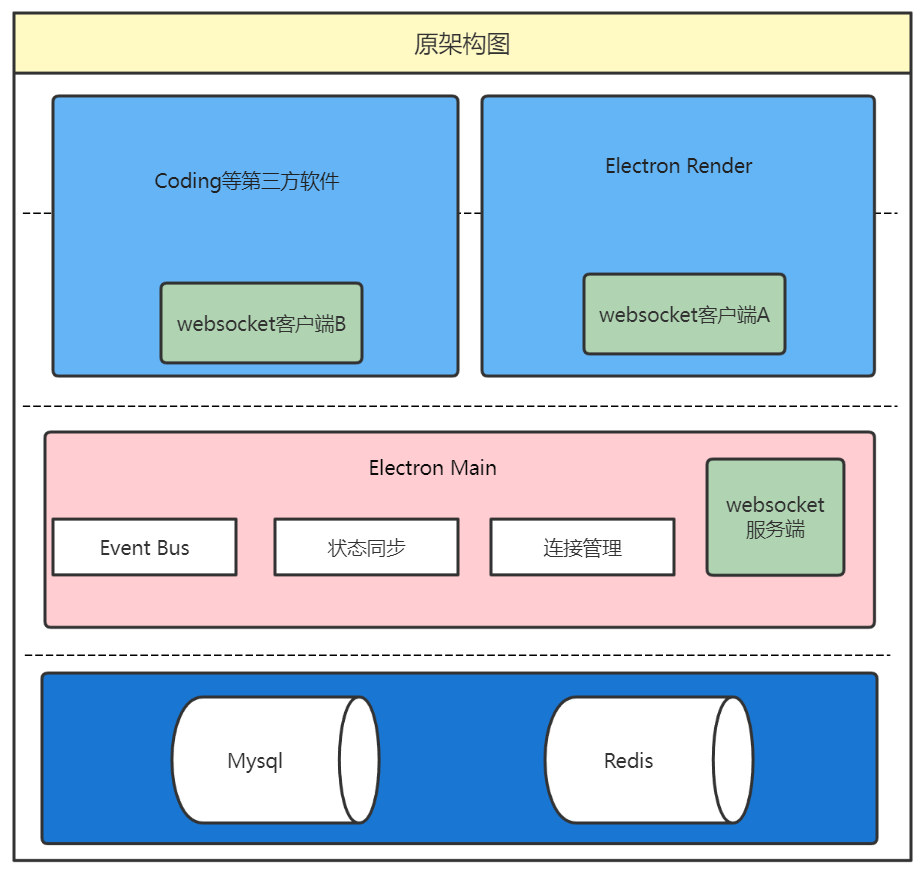 原架构图
Coding等第三方软件
Electron Render
websocket客户端B
websocket客户端A
Electron Main
websocket
服务端
Event Bus
状态同步
连接管理
Mysql
Redis